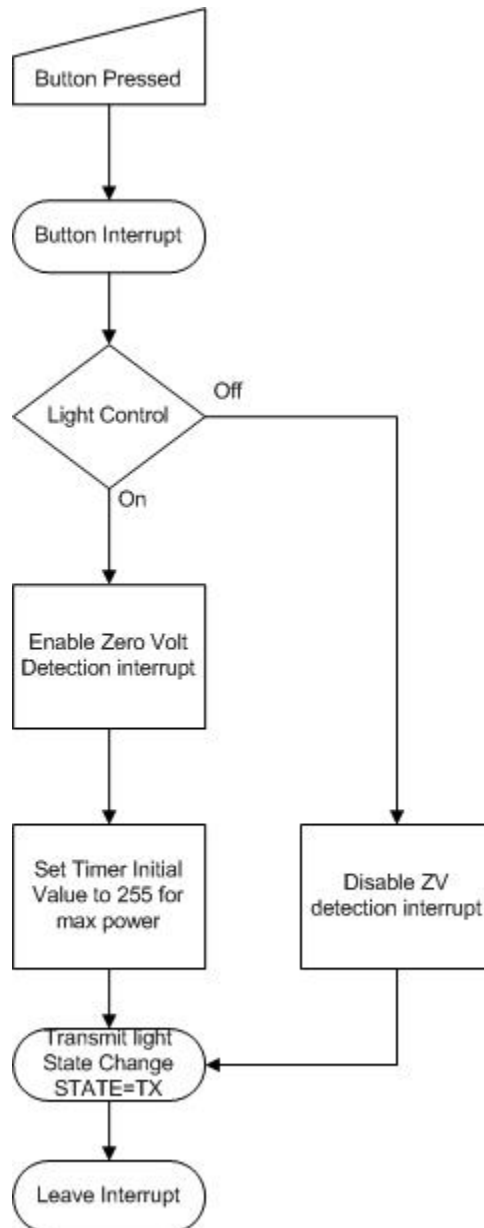 Button Pressed
Button Interrupt
Light Control
Off
On
Enable Zero Volt
Detection interrupt
Set Timer Initial
Value to 255 for
max power
Disable ZV
detection interrupt
Transmit light
State Change
STATE=TX
Leave Interrupt